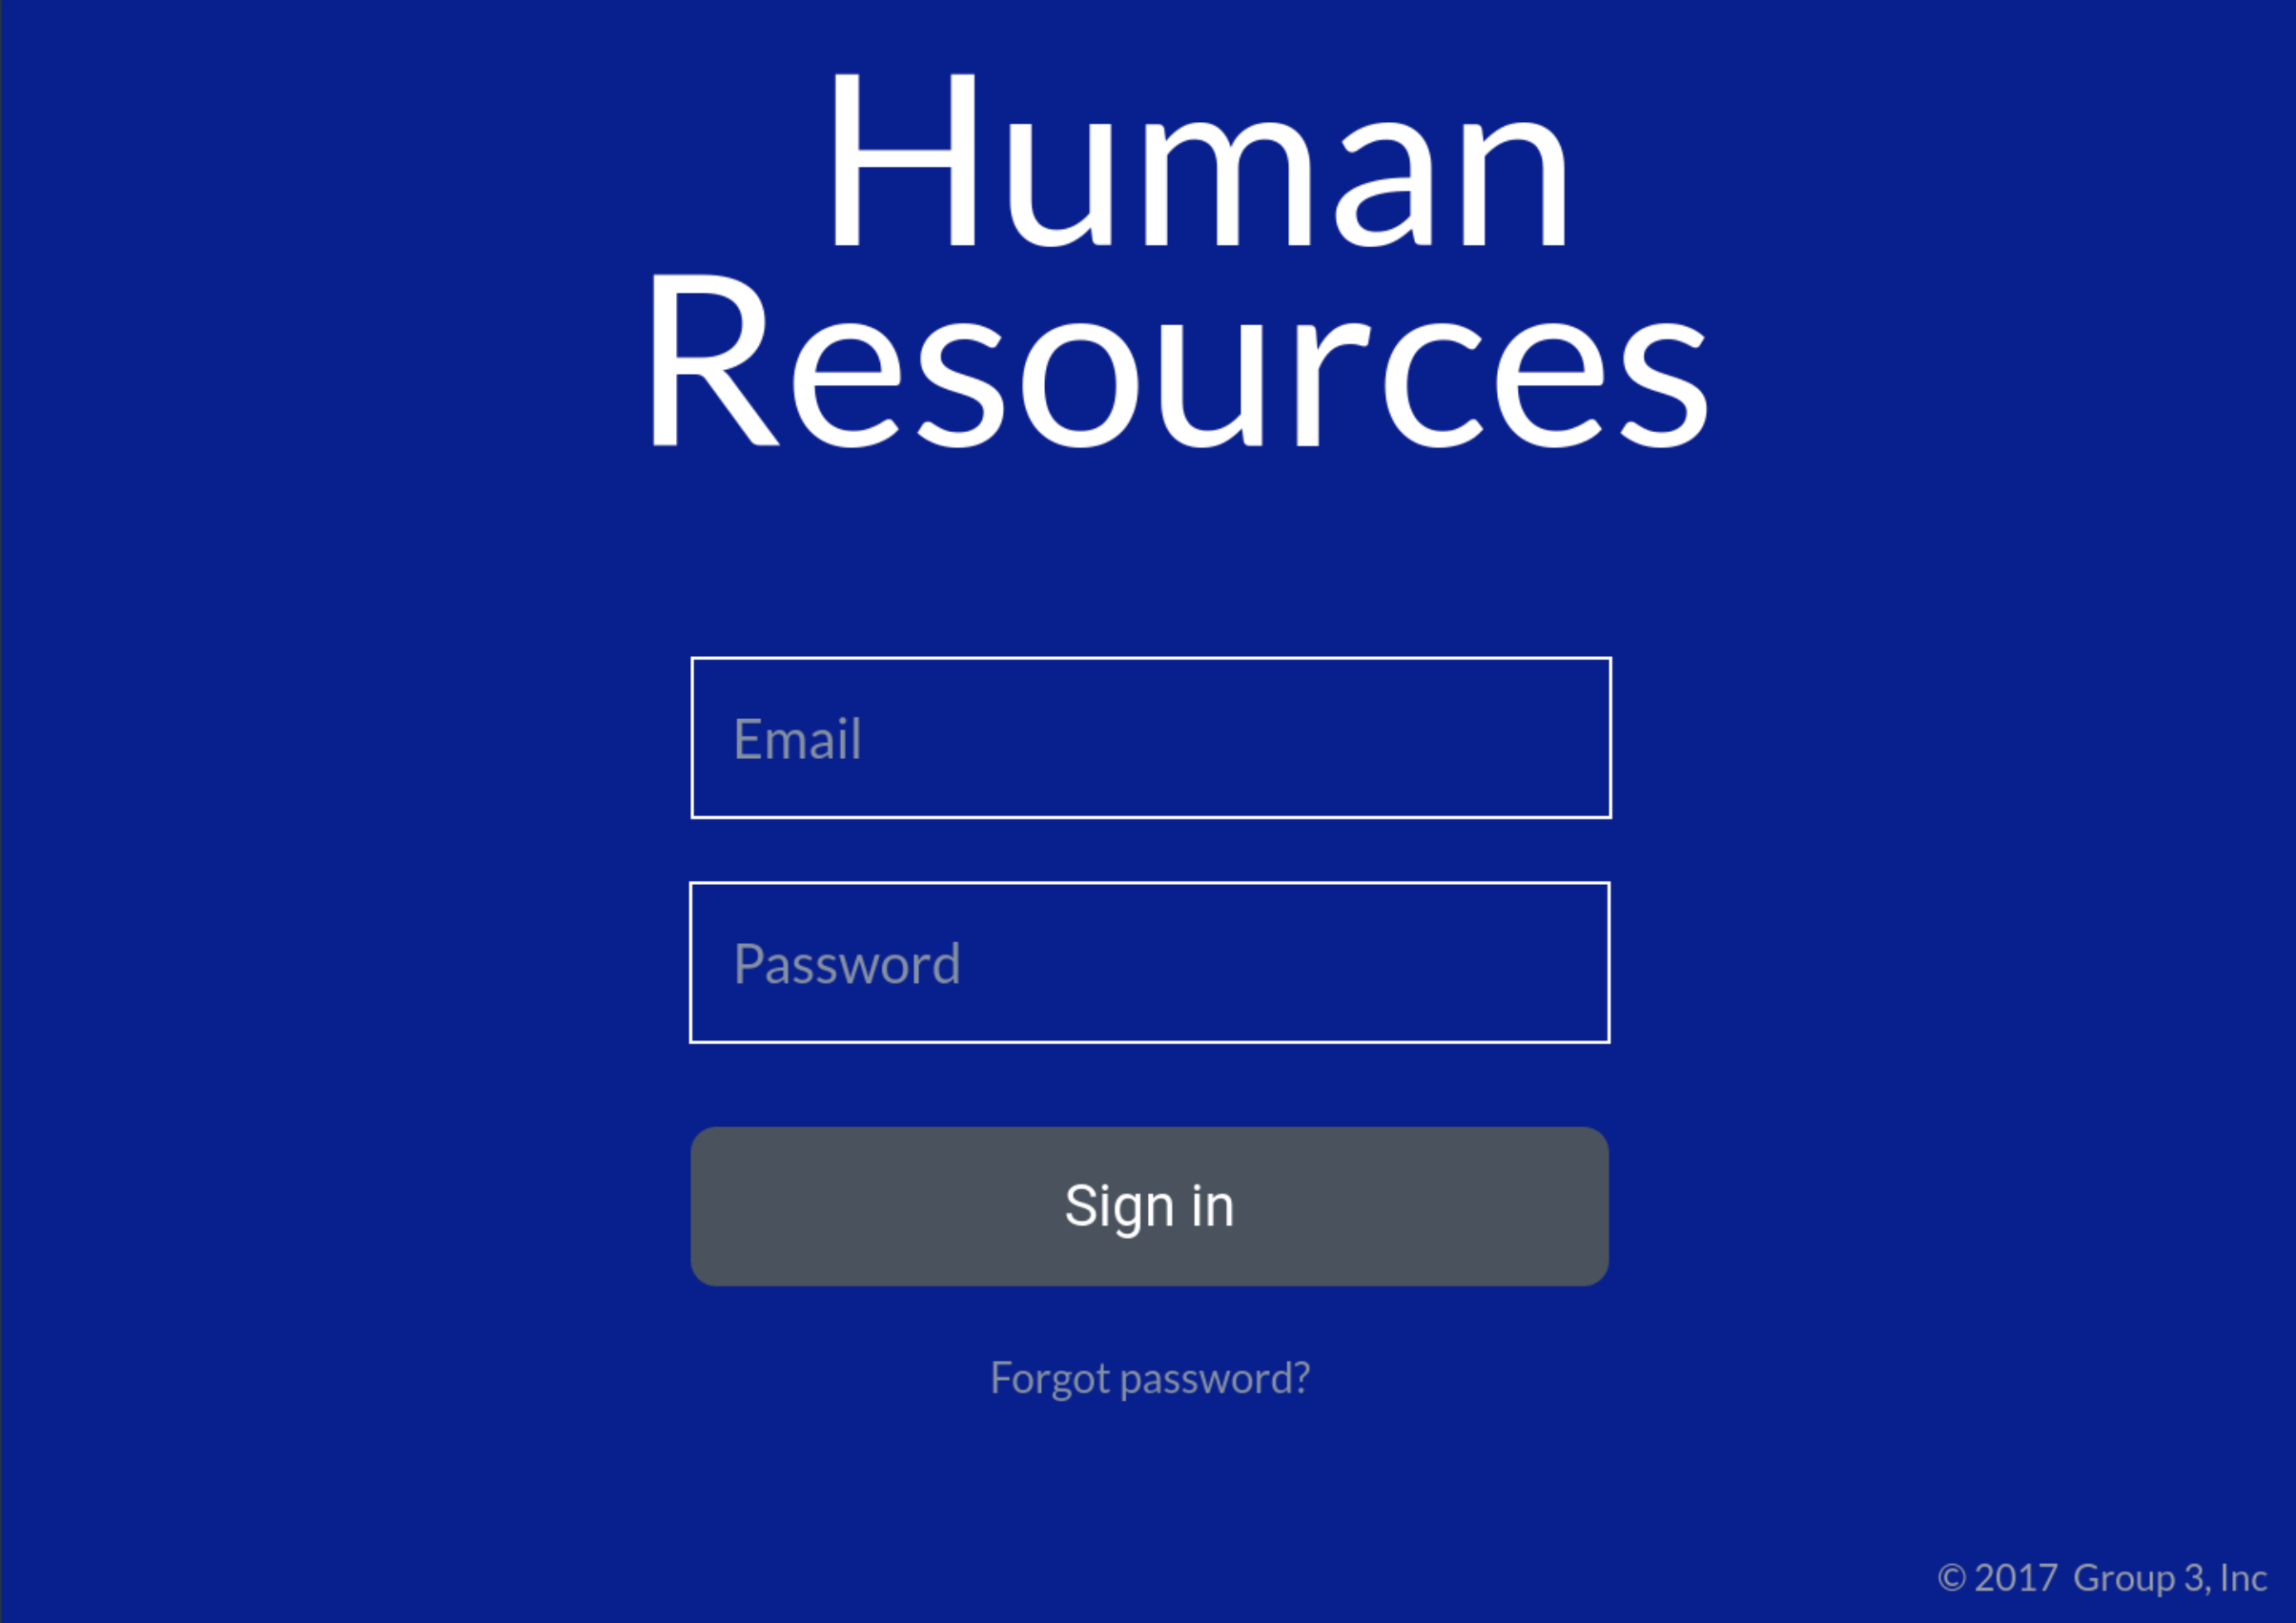 Human
Resources
Email
Password
Sign in
Forgot password?
© 2017 Group 3, Inc